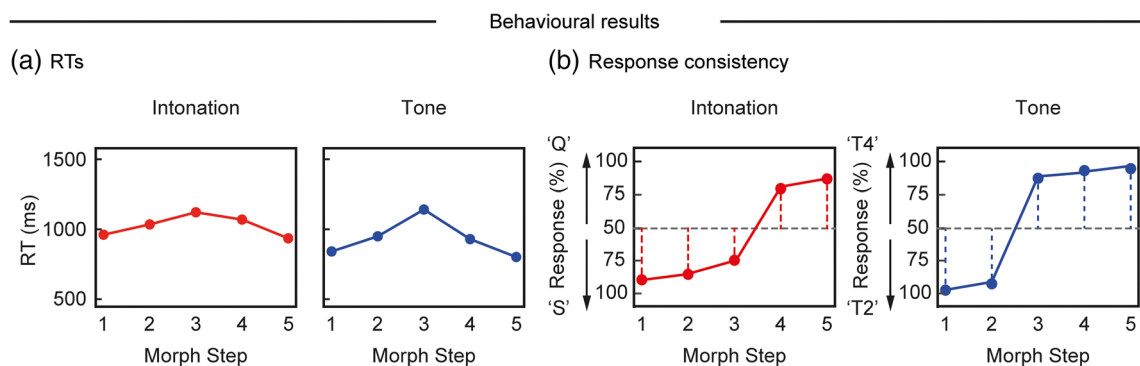 Behavioural results
(a) RTs
(b) Response consistency
Intonation
Tone
Intonation
Tone
RT (ms)
1500
1000
500
1 2 3 4 5
Morph Step
1 2 3 4 5
Morph Step
‘Q’
Response (%)
‘S’
100
75
50
75
100
1 2 3 4 5
Morph Step
‘T4’
Response (%)
‘T2’
100
75
50
75
100
1 2 3 4 5
Morph Step